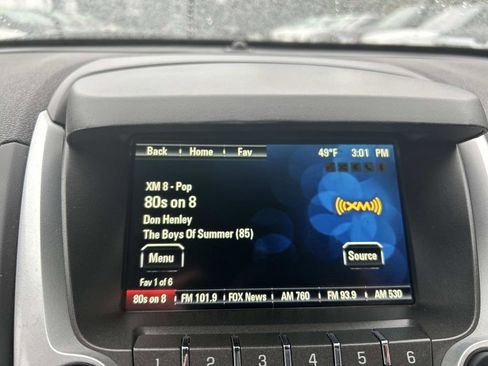 Back Home Fav 49°F 3:01 PM
XM 8 - Pop
80s on 8
Don Henley
The Boys Of Summer (85)
((XM))
Menu Source
Fav 1 of 6
80s on 8 FM 101.9 FOX News AM 760 FM 93.9 AM 530
1 2 3 4 5 6